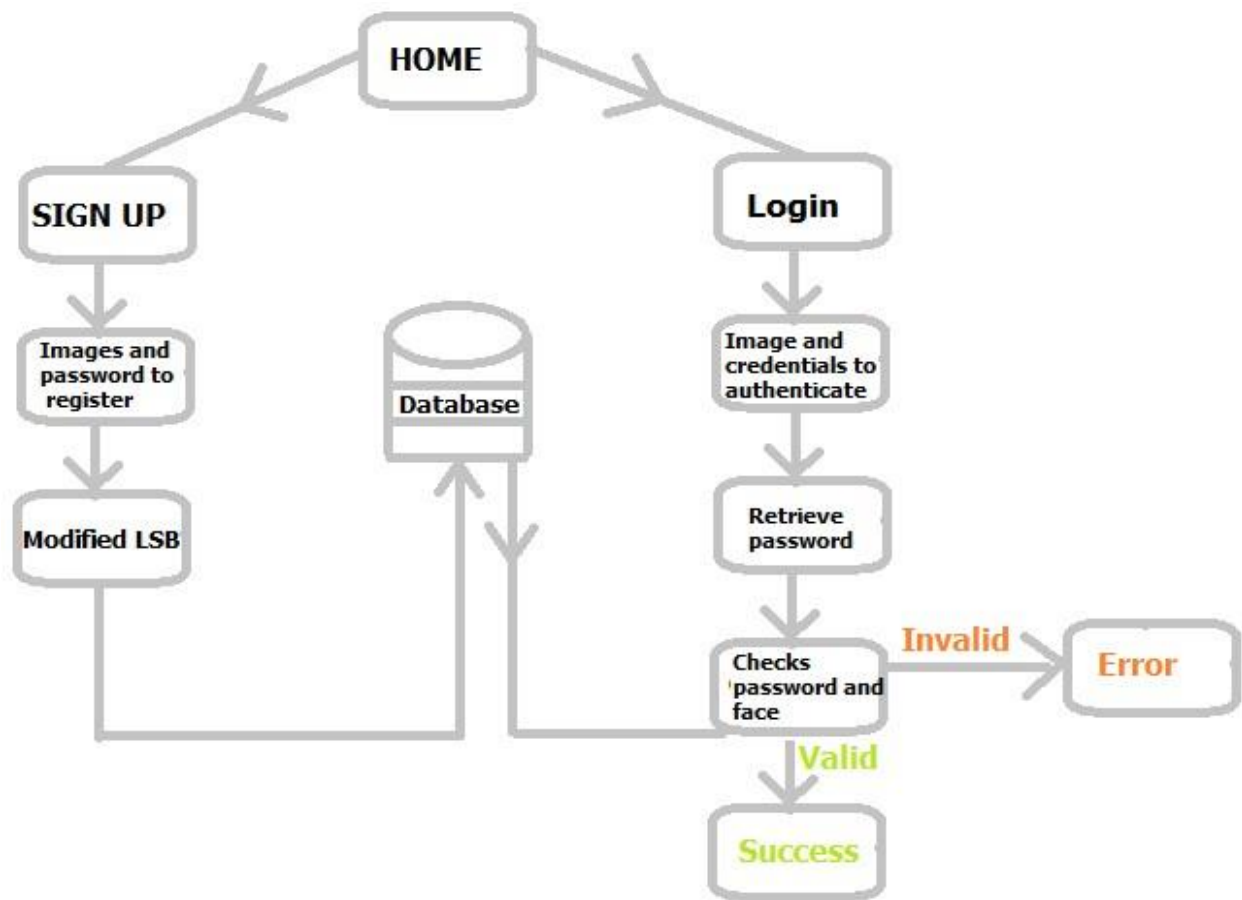 HOME
SIGN UP
Login
Images and
password to
register
Database
Image and
credentials to
authenticate
Modified LSB
Retrieve
password
Checks
password and
face
Invalid
Error
Valid
Success